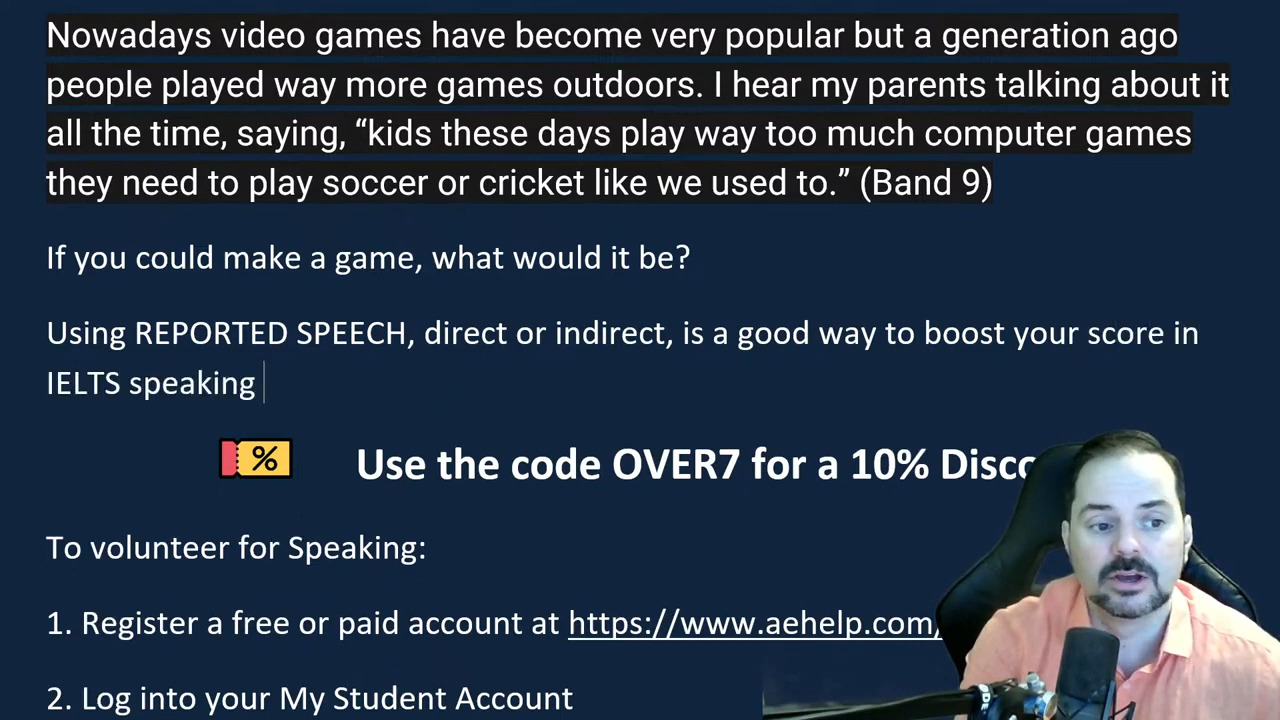 Nowadays video games have become very popular but a generation ago
people played way more games outdoors. I hear my parents talking about it
all the time, saying, “kids these days play way too much computer games
they need to play soccer or cricket like we used to.” (Band 9)
If you could make a game, what would it be?
Using REPORTED SPEECH, direct or indirect, is a good way to boost your score in
IELTS speaking
% Use the code OVER7 for a 10%
To volunteer for Speaking:
1. Register a free or paid account at https://www.aehelp.com/
2. Log into your My Student Account